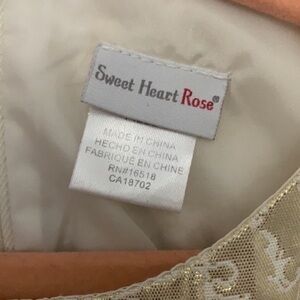 Sweet Heart Rose®
MADE IN CHINA
HECHO EN CHINA
FABRIQUÉ EN CHINE
RN#16518
CA18702